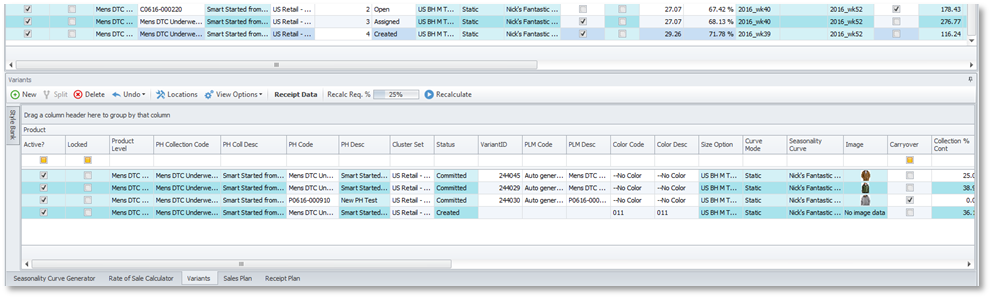 Mens DTC ... C0616-000220 Smart Started from... US Retail - ... 2 Open US BH M T... Static Nick's Fantastic ... 27.07 67.42 % 2016_wk40 2016_wk52 178.43
Mens DTC ... Mens DTC Underwe... Smart Started from... US Retail - ... 3 Assigned US BH M T... Static Nick's Fantastic ... 27.07 68.13 % 2016_wk40 2016_wk52 276.77
Mens DTC ... Mens DTC Underwe... Smart Started from... US Retail - ... 4 Created US BH M T... Static Nick's Fantastic ... 29.26 71.78 % 2016_wk39 2016_wk52 116.24
Variants
New Split Delete Undo Locations View Options Receipt Data Recalc Req. % 25% Recalculate
Style Bank
Drag a column header here to group by that column
Product
Active? Locked Product Level PH Collection Code PH Coll Desc PH Code PH Desc Cluster Set Status VariantID PLM Code PLM Desc Color Code Color Desc Size Option Curve Mode Seasonality Curve Image Carryover Collection % Cont
Mens DTC ... Mens DTC Underwe... Smart Started from... Mens DTC Un... Smart Started... US Retail - ... Committed 244045 Auto gener... Mens DTC ... --No Color --No Color US BH M T... Static Nick's Fantastic ... 25.0
Mens DTC ... Mens DTC Underwe... Smart Started from... Mens DTC Un... Smart Started... US Retail - ... Committed 244029 Auto gener... Mens DTC ... --No Color --No Color US BH M T... Static Nick's Fantastic ... 38.9
Mens DTC ... Mens DTC Underwe... Smart Started from... P0616-000910 New PH Test US Retail - ... Committed 244030 Auto gener... P0616-000... --No Color --No Color US BH M T... Static Nick's Fantastic ... 0.0
Mens DTC ... Mens DTC Underwe... Smart Started from... Mens DTC Un... Smart Started... US Retail - ... Created 011 011 US BH M T... Static Nick's Fantastic ... No image data 36.1
Seasonality Curve Generator Rate of Sale Calculator Variants Sales Plan Receipt Plan